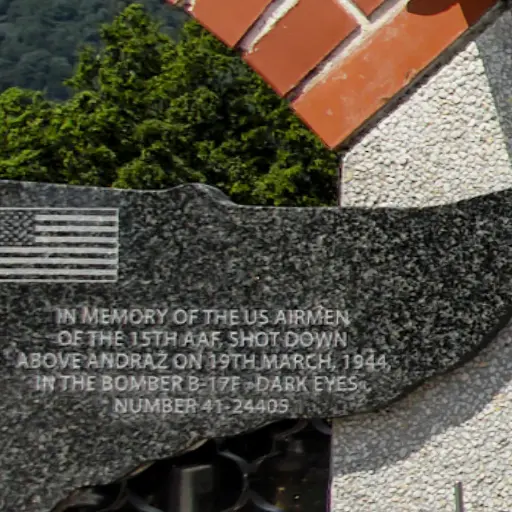 IN MEMORY OF THE US AIRMEN
OF THE 15TH AAF, SHOT DOWN
ABOVE ANDRAZ ON 19TH MARCH, 1944,
IN THE BOMBER B-17F - DARK EYES,
NUMBER 41-24405